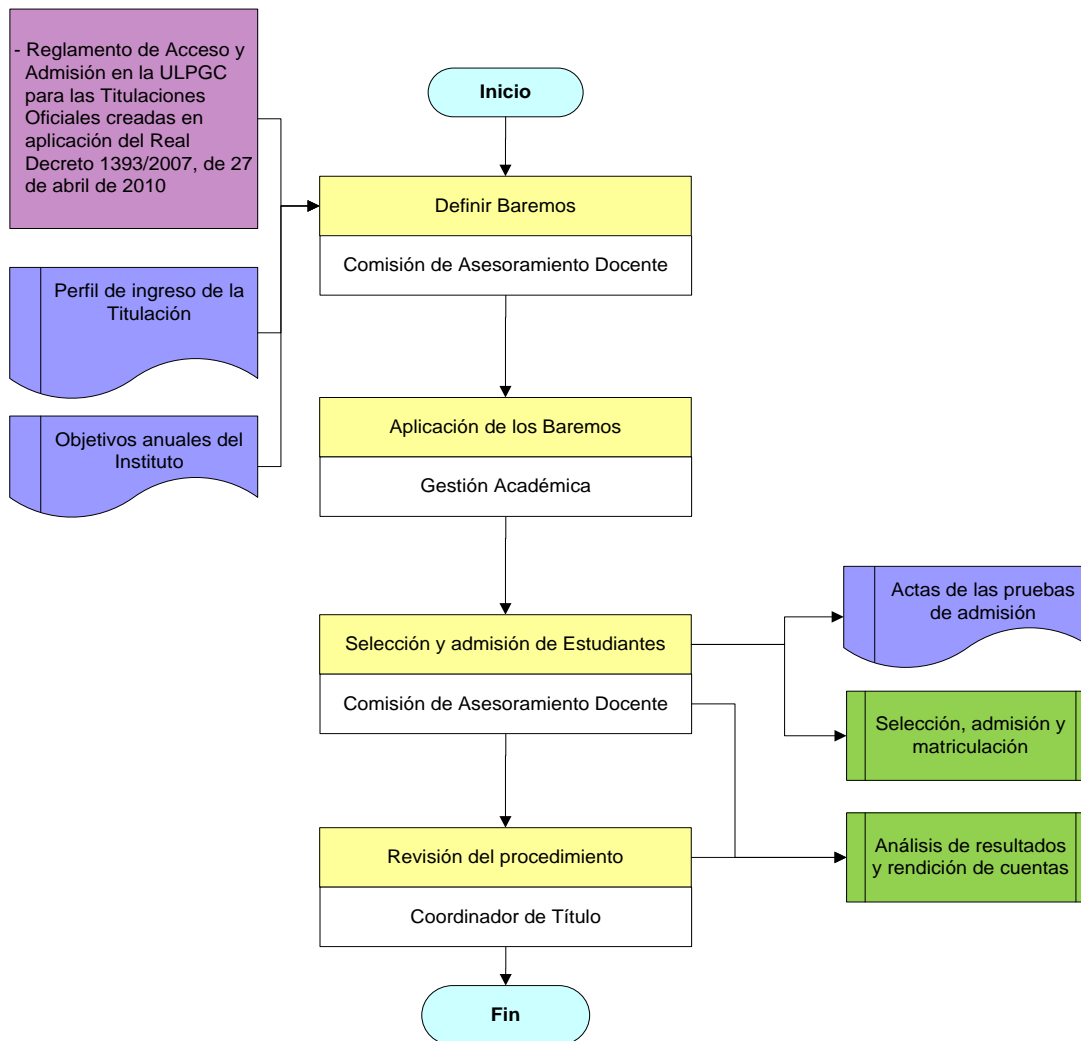 - Reglamento de Acceso y
Admisión en la ULPGC
para las Titulaciones
Oficiales creadas en
aplicación del Real
Decreto 1393/2007, de 27
de abril de 2010
Inicio
Definir Baremos
Comisión de Asesoramiento Docente
Perfil de ingreso de la
Titulación
Objetivos anuales del
Instituto
Aplicación de los Baremos
Gestión Académica
Selección y admisión de Estudiantes
Comisión de Asesoramiento Docente
Actas de las pruebas
de admisión
Selección, admisión y
matriculación
Revisión del procedimiento
Coordinador de Título
Análisis de resultados
y rendición de cuentas
Fin